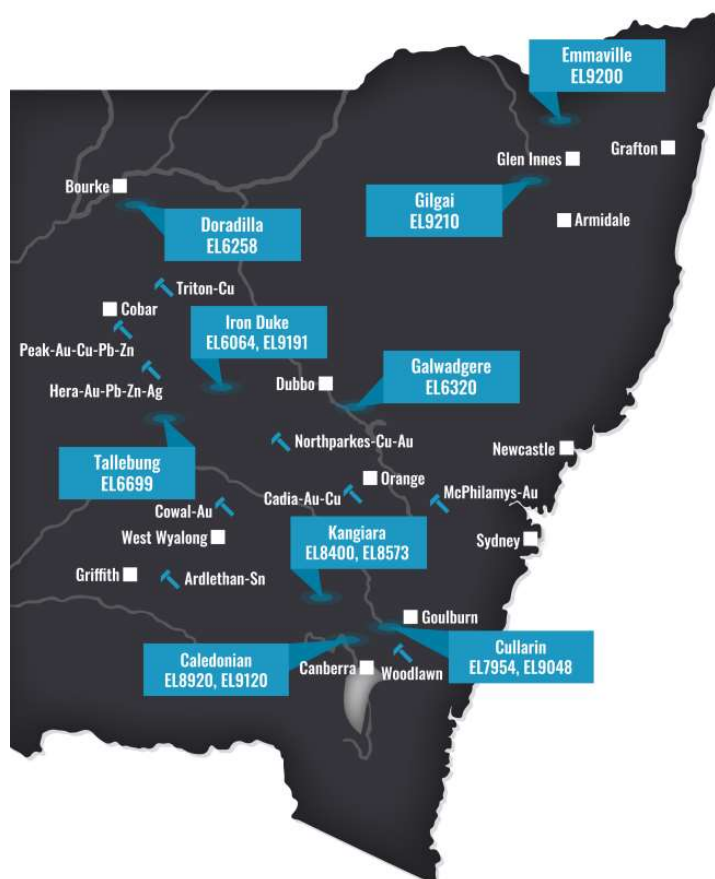 Emmaville
EL9200
Glen Innes
Grafton
Bourke
Gilgai
EL9210
Armidale
Doradilla
EL6258
Triton-Cu
Cobar
Iron Duke
EL6064, EL9191
Peak-Au-Cu-Pb-Zn
Hera-Au-Pb-Zn-Ag
Dubbo
Galwadgere
EL6320
Northparkes-Cu-Au
Newcastle
Tallebung
EL6699
Orange
Cadia-Au-Cu
McPhilamys-Au
Cowal-Au
West Wyalong
Kangiara
EL8400, EL8573
Sydney
Griffith
Ardlethan-Sn
Goulburn
Caledonian
EL8920, EL9120
Canberra
Woodlawn
Cullarin
EL7954, EL9048